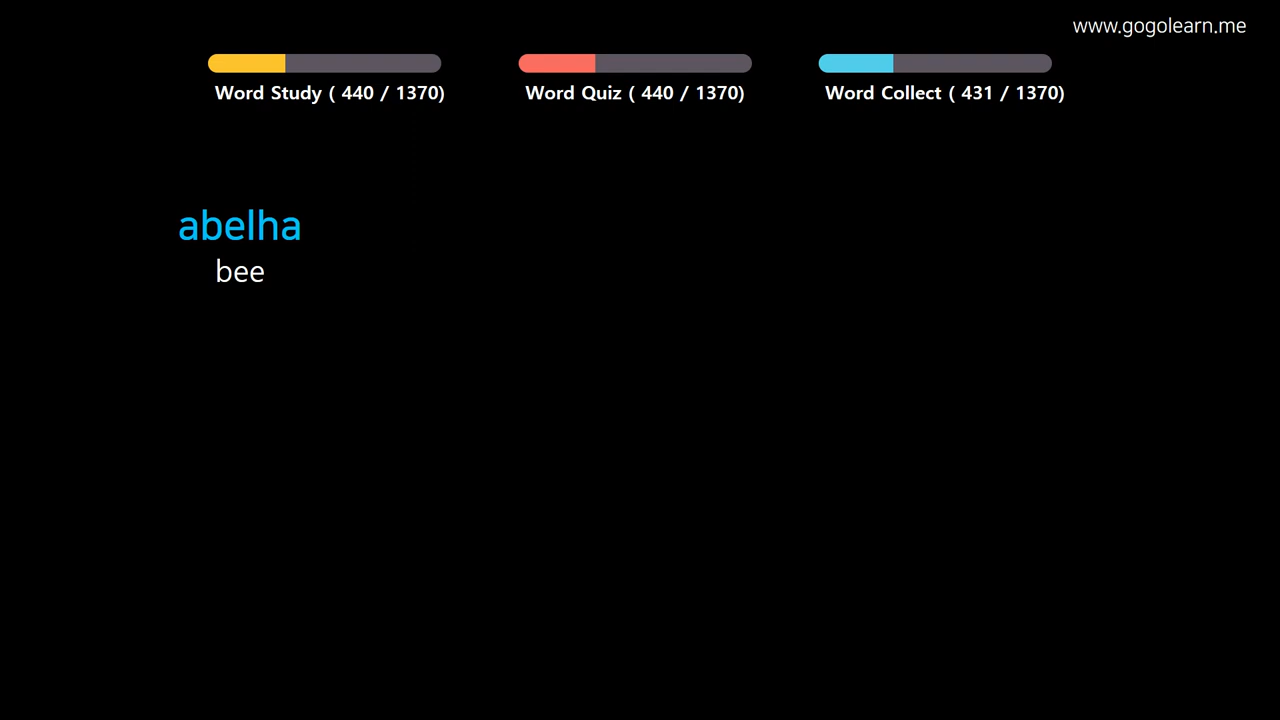 www.gogolearn.me
Word Study ( 440 / 1370)
Word Quiz ( 440 / 1370)
Word Collect ( 431 / 1370)
abelha
bee